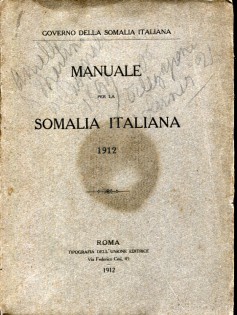 GOVERNO DELLA SOMALIA ITALIANA
MANUALE
PER LA
SOMALIA ITALIANA
1912
ROMA
TIPOGRAFIA DELL'UNIONE EDITRICE
Via Federico Cesi, 45
1912